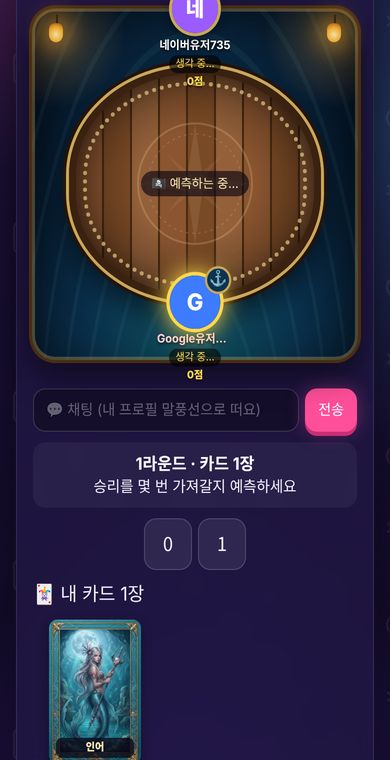 네
네이버유저735
생각 중...
0점
🏴‍☠️ 예측하는 중...
G
Google유저...
생각 중...
0점
💬 채팅 (내 프로필 말풍선으로 떠요)
전송
1라운드 · 카드 1장
승리를 몇 번 가져갈지 예측하세요
0
1
🃏 내 카드 1장
인어